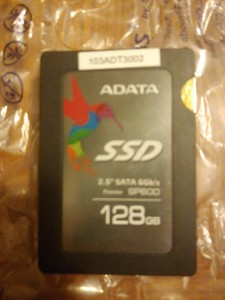 103ADT3002
ADATA
SSD
2.5" SATA 6Gb/s
Premier SP600
128GB